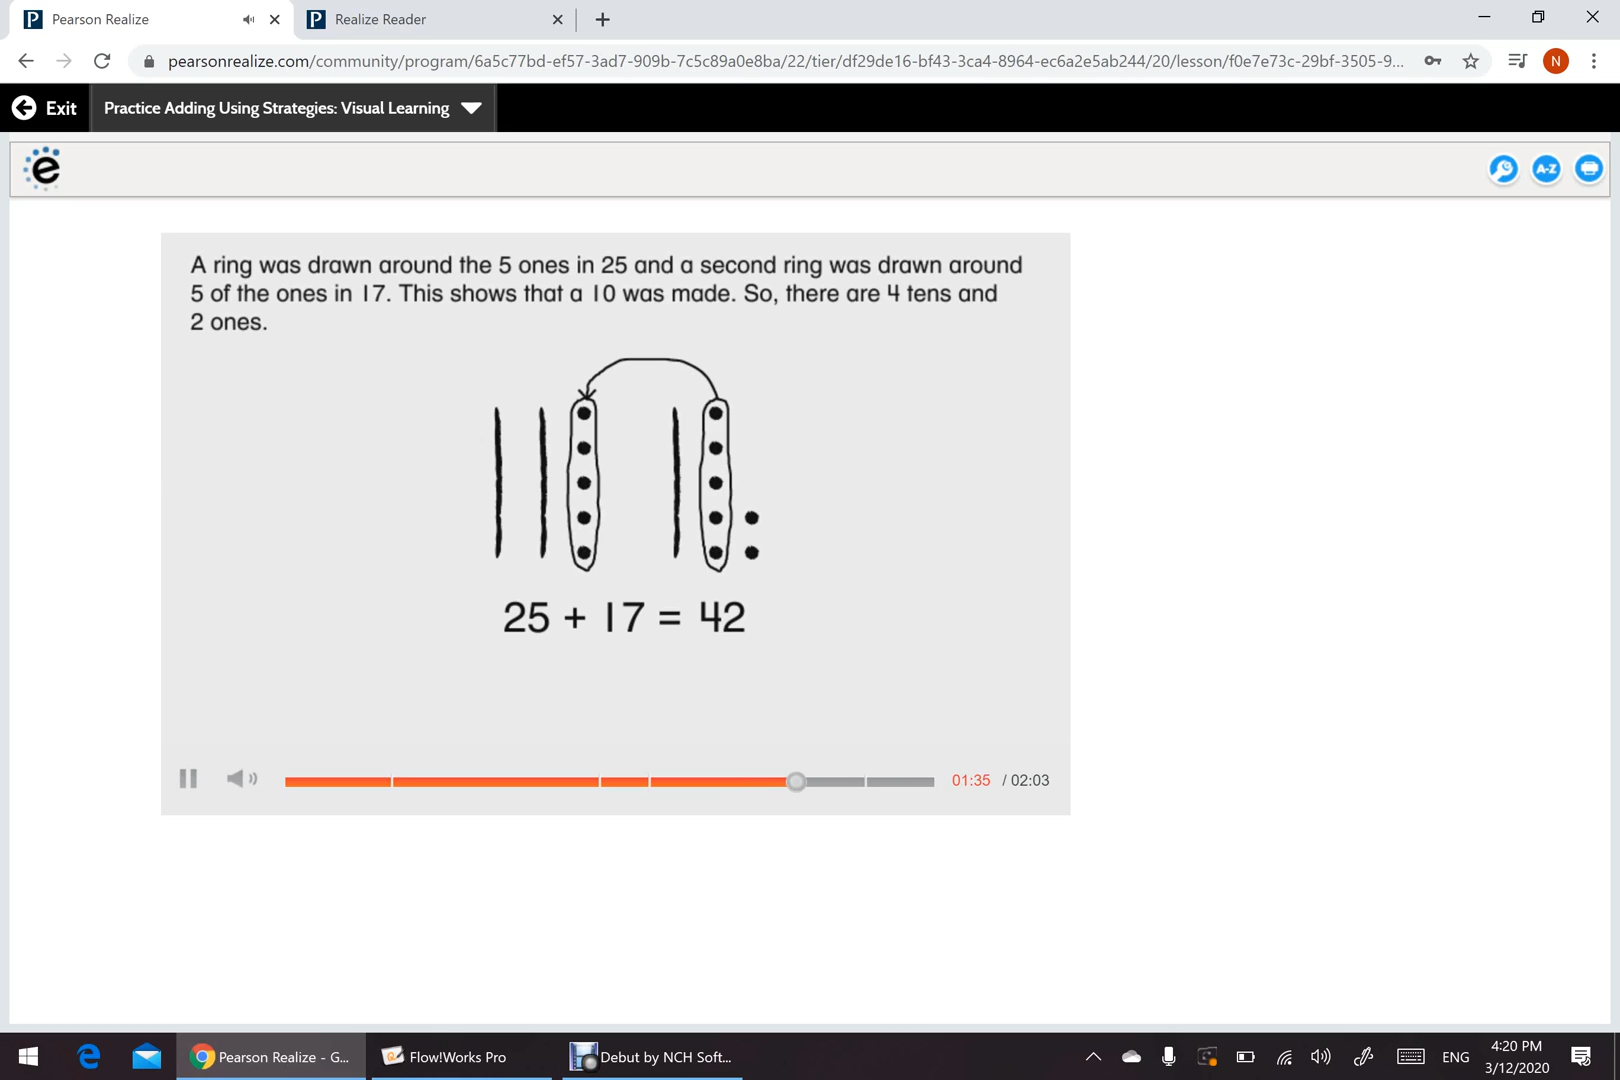 Pearson Realize
Realize Reader
pearsonrealize.com/community/program/6a5c77bd-ef57-3ad7-909b-7c5c89a0e8ba/22/tier/df29de16-bf43-3ca4-8964-ec6a2e5ab244/20/lesson/f0e7e73c-29bf-3505-9...
N
Exit
Practice Adding Using Strategies: Visual Learning
e
A-Z
A ring was drawn around the 5 ones in 25 and a second ring was drawn around
5 of the ones in 17. This shows that a 10 was made. So, there are 4 tens and
2 ones.
25 + 17 = 42
01:35 / 02:03
Pearson Realize - G...
Flow!Works Pro
Debut by NCH Soft...
ENG
4:20 PM
3/12/2020